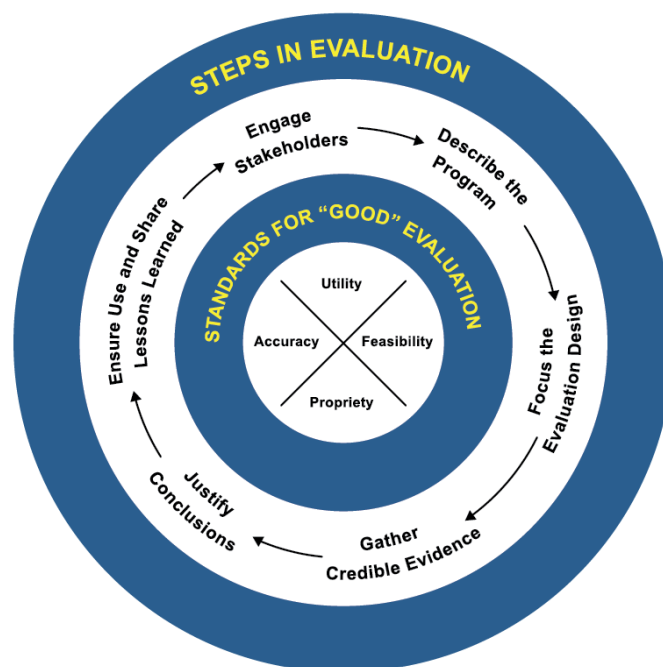 STEPS IN EVALUATION
Engage
Stakeholders
Describe the
Program
Focus the
Evaluation Design
Gather
Credible Evidence
Justify
Conclusions
Ensure Use and Share
Lessons Learned
STANDARDS FOR “GOOD” EVALUATION
Utility
Accuracy
Feasibility
Propriety